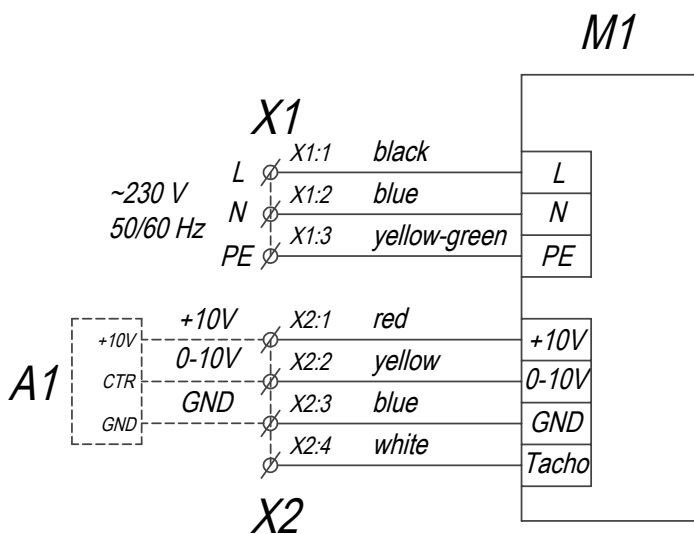 M1
X1
X1:1 black
L L
~230 V X1:2 blue
N N
50/60 Hz X1:3 yellow-green
PE PE
+10V X2:1 red
+10V +10V
0-10V X2:2 yellow
A1 CTR 0-10V
GND X2:3 blue
GND GND
X2:4 white
Tacho
X2